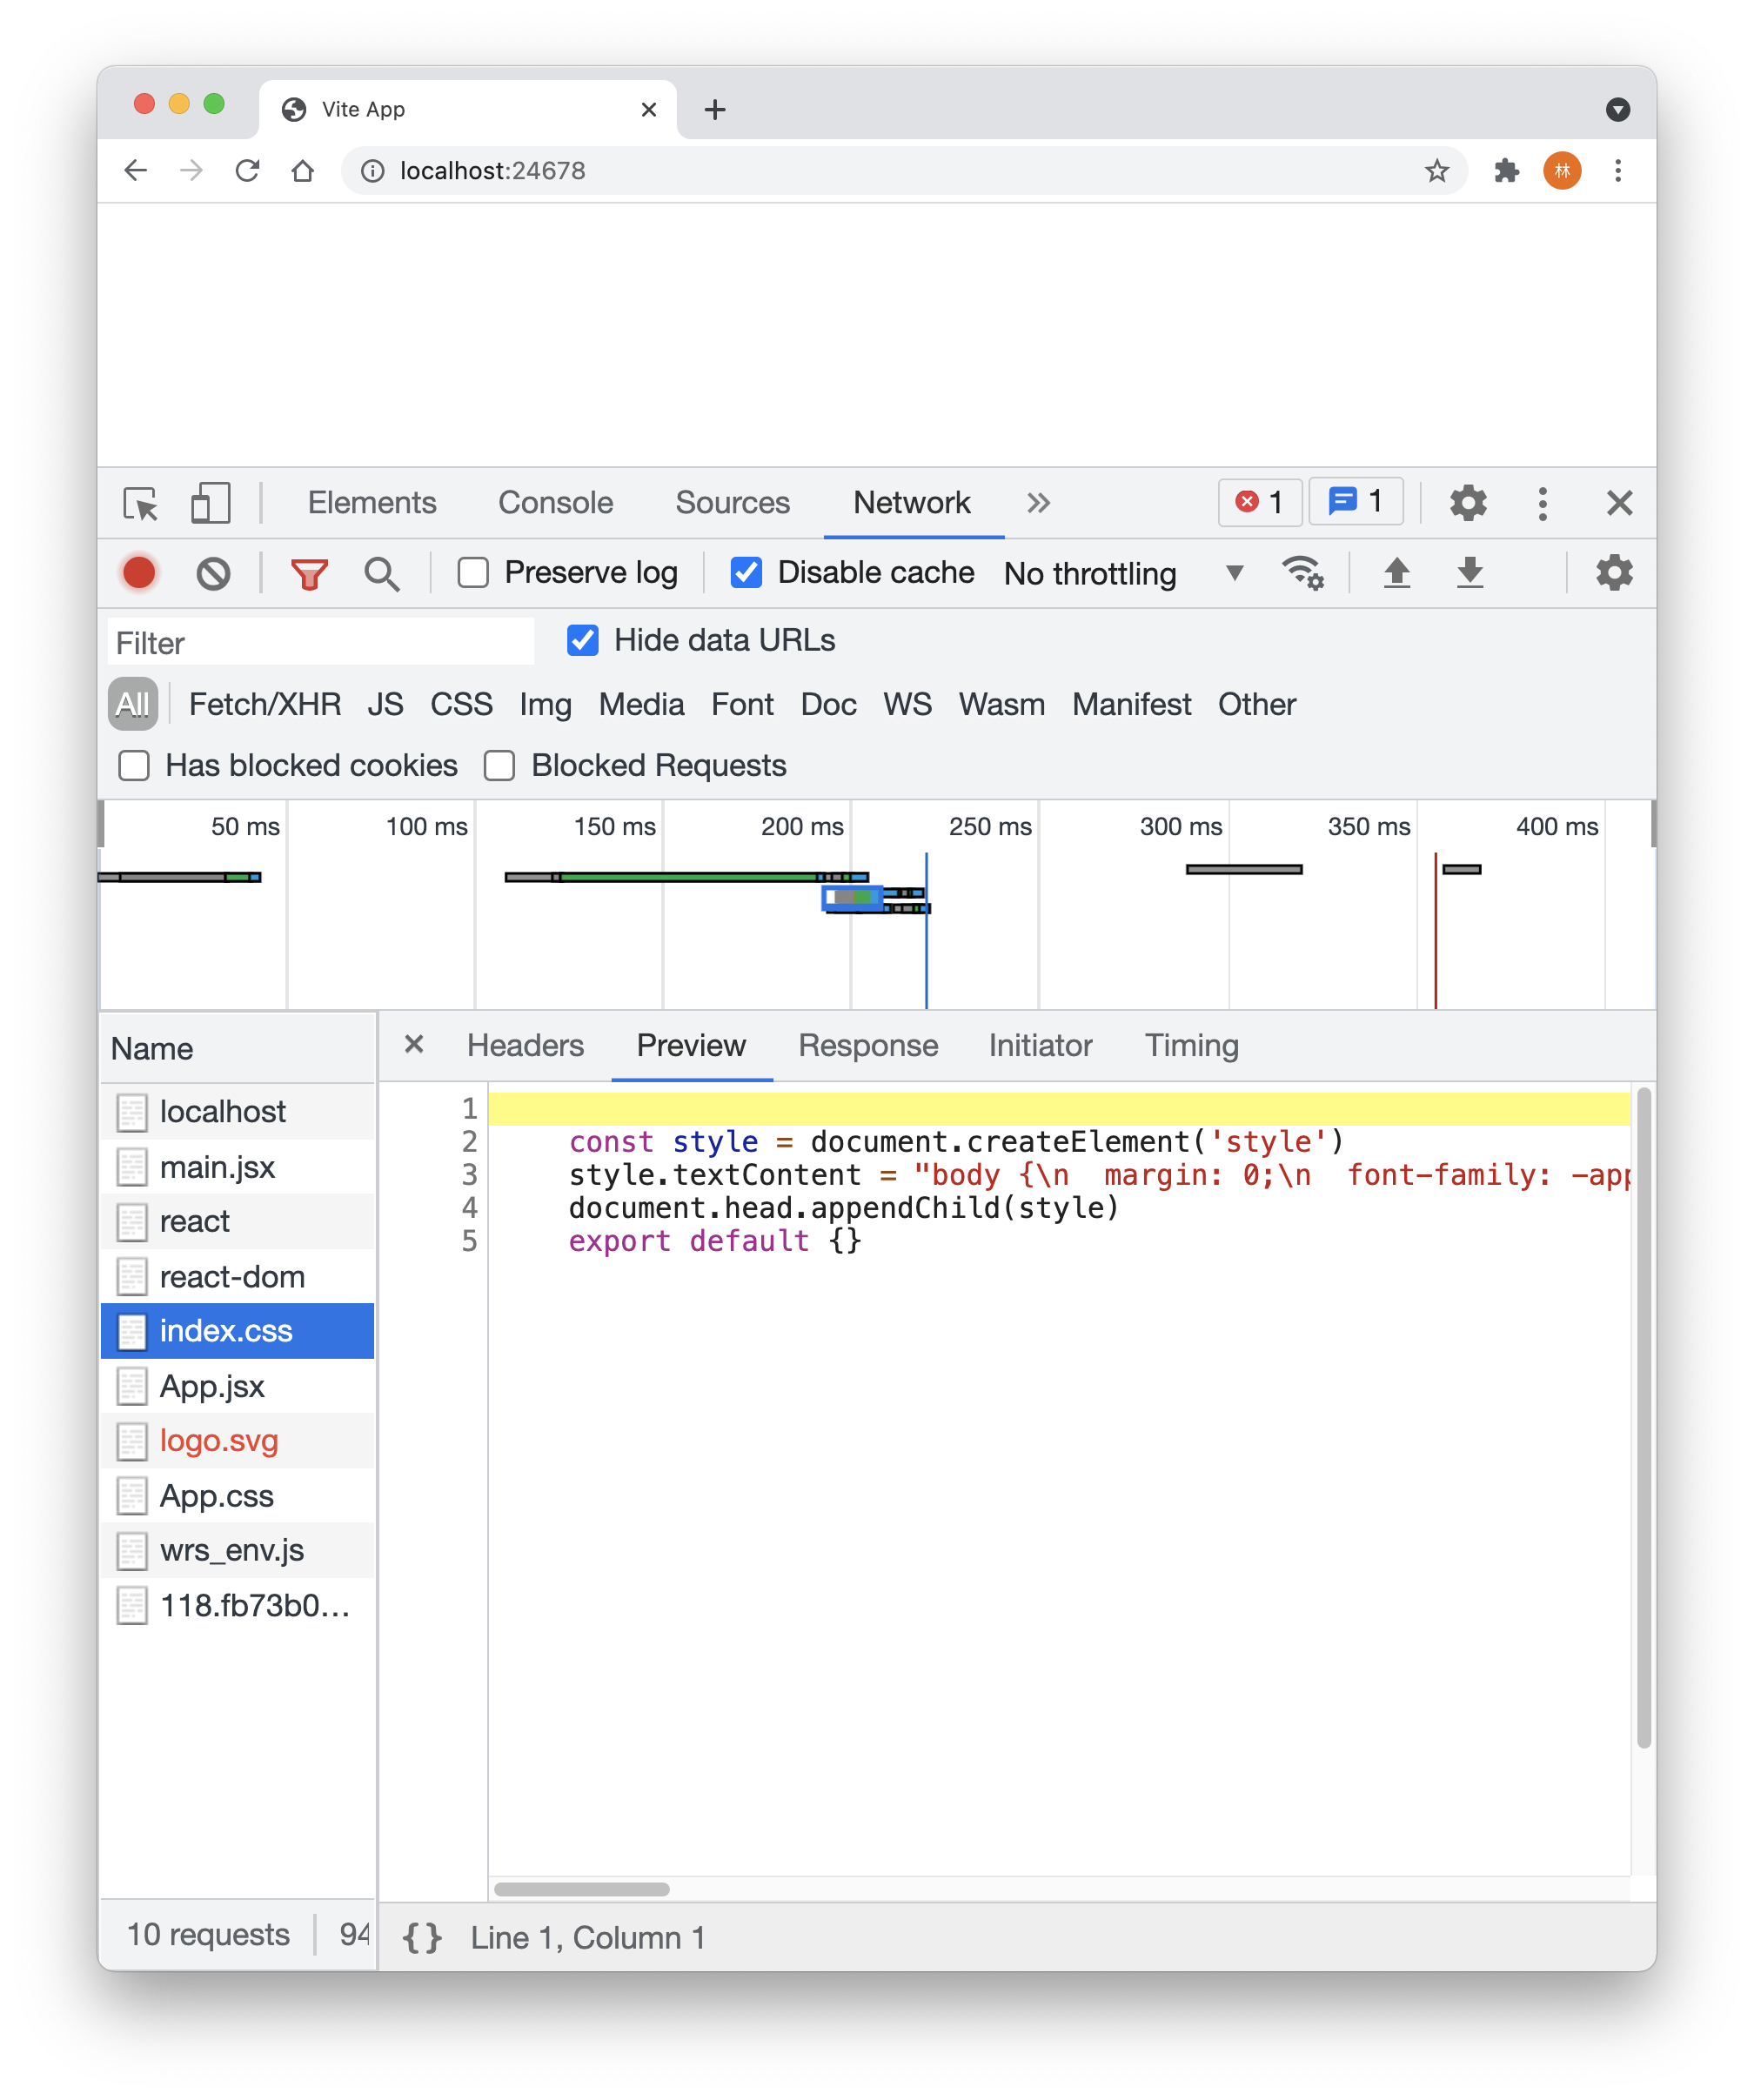 Vite App
localhost:24678
林
Elements Console Sources Network 1 1
Preserve log Disable cache No throttling
Filter Hide data URLs
All Fetch/XHR JS CSS Img Media Font Doc WS Wasm Manifest Other
Has blocked cookies Blocked Requests
50 ms 100 ms 150 ms 200 ms 250 ms 300 ms 350 ms 400 ms
Name
Headers Preview Response Initiator Timing
localhost
main.jsx
react
react-dom
index.css
App.jsx
logo.svg
App.css
wrs_env.js
118.fb73b0…
1
2 const style = document.createElement('style')
3 style.textContent = "body {\n  margin: 0;\n  font-family: -app
4 document.head.appendChild(style)
5 export default {}
10 requests 94
{} Line 1, Column 1